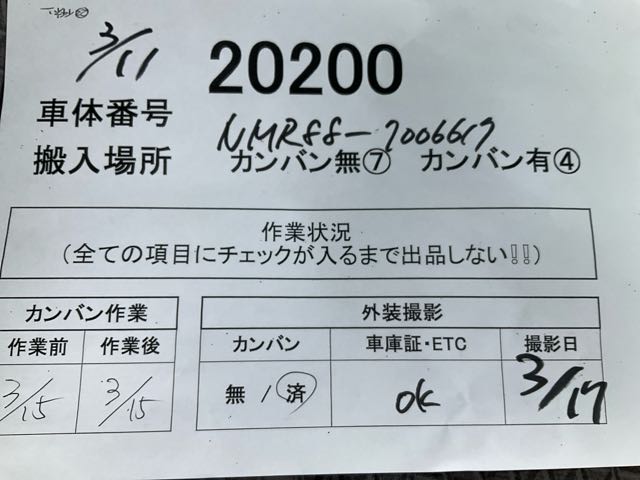 3/11
20200
車体番号 NMR88-7006617
搬入場所 カンバン無⑦ カンバン有④
作業状況
(全ての項目にチェックが入るまで出品しない!!)
カンバン作業 外装撮影
作業前 作業後 カンバン 車庫証・ETC 撮影日
3/15 3/15 無 / 済 OK 3/17